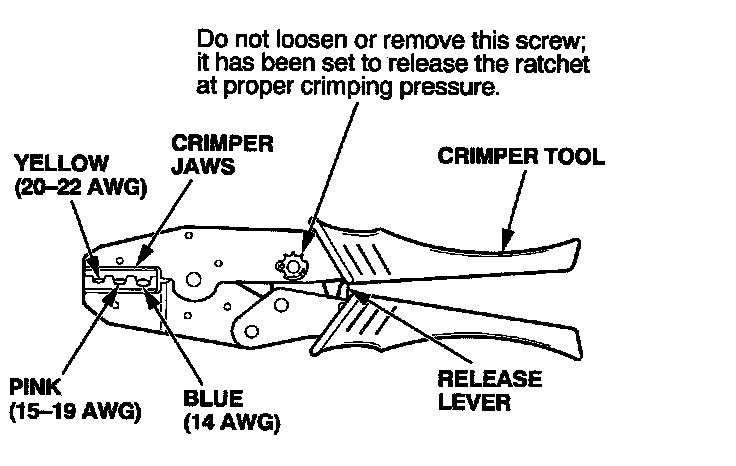 Do not loosen or remove this screw;
it has been set to release the ratchet
at proper crimping pressure.
CRIMPER
JAWS
CRIMPER TOOL
YELLOW
(20–22 AWG)
PINK
(15–19 AWG)
BLUE
(14 AWG)
RELEASE
LEVER